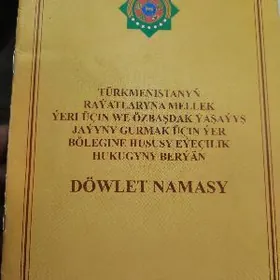 TÜRKMENISTANYŇ
RAÝATLARYNA MELLEK
ÝERI ÜÇIN WE ÖZBAŞDAK ÝAŞAÝYŞ
JAÝYNY GURMAK ÜÇIN ÝER
BÖLEGINE HUSUSY EÝEÇILIK
HUKUGYNY BERÝÄN
DÖWLET NAMASY